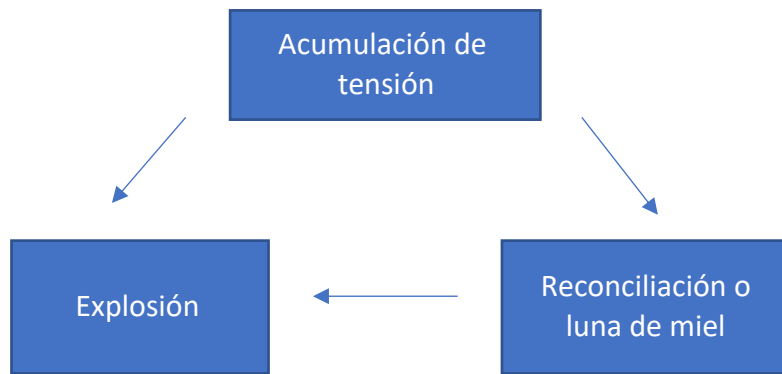 Acumulación de
tensión
Explosión
Reconciliación o
luna de miel